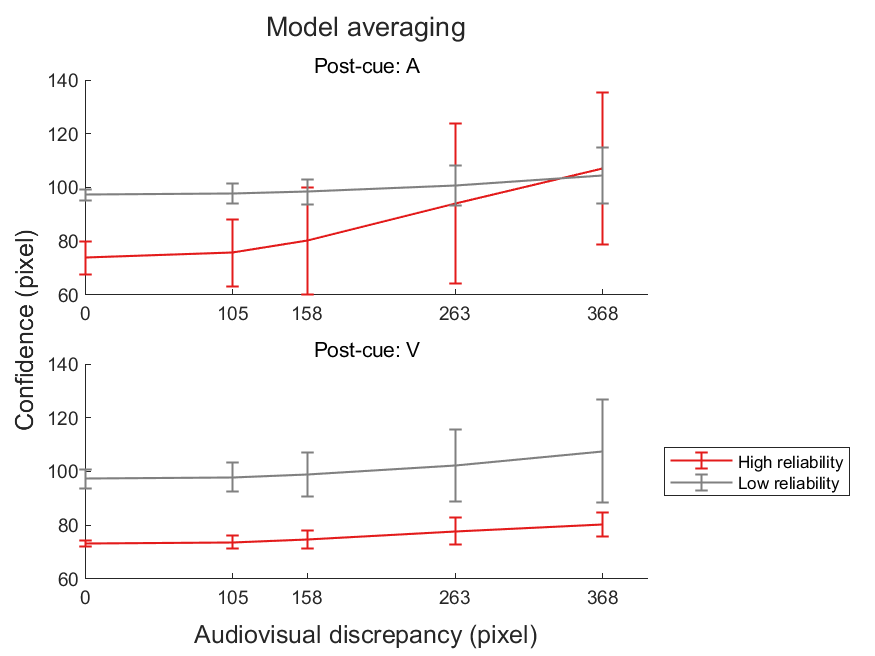 Model averaging
Post-cue: A
140
120
100
80
60
0 105 158 263 368
Confidence (pixel)
Post-cue: V
140
120
100
80
60
0 105 158 263 368
Audiovisual discrepancy (pixel)
High reliability
Low reliability